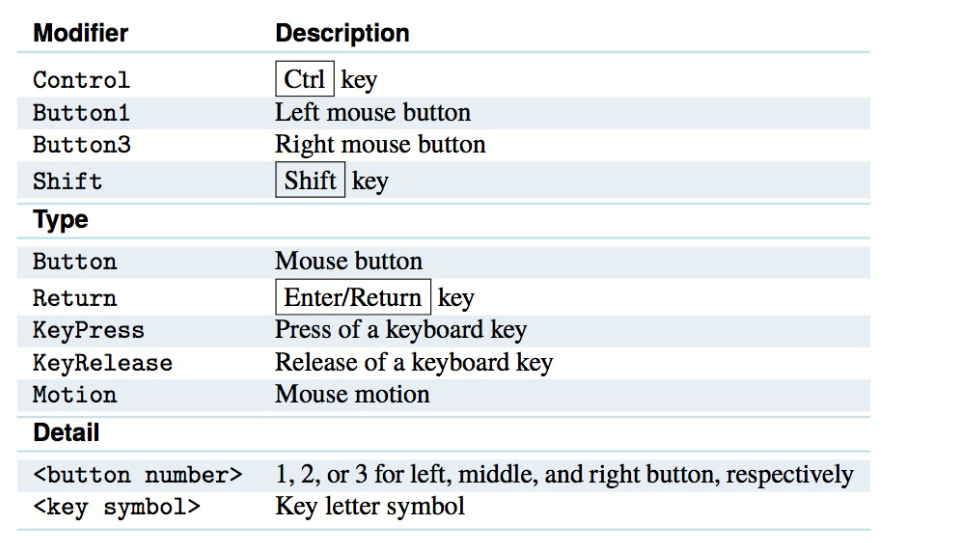 Modifier Description
Control Ctrl key
Button1 Left mouse button
Button3 Right mouse button
Shift Shift key
Type
Button Mouse button
Return Enter/Return key
KeyPress Press of a keyboard key
KeyRelease Release of a keyboard key
Motion Mouse motion
Detail
<button number> 1, 2, or 3 for left, middle, and right button, respectively
<key symbol> Key letter symbol